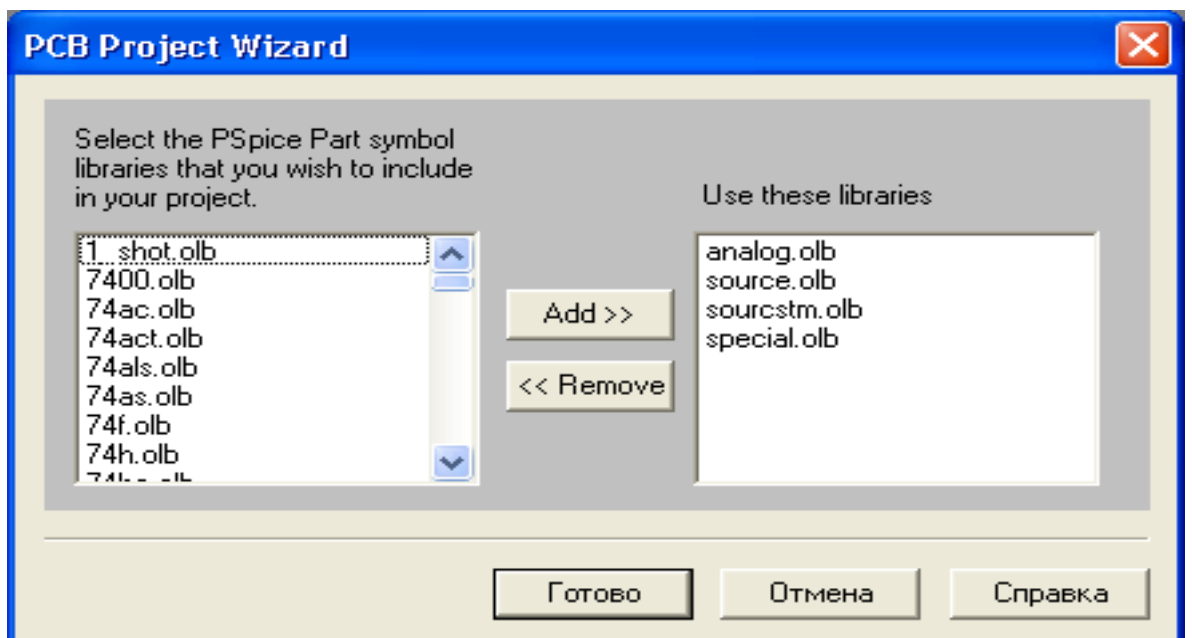 PCB Project Wizard
Select the PSpice Part symbol
libraries that you wish to include
in your project.
1_shot.olb
7400.olb
74ac.olb
74act.olb
74als.olb
74as.olb
74f.olb
74h.olb
Add >>
<< Remove
Use these libraries
analog.olb
source.olb
sourcstm.olb
special.olb
Готово
Отмена
Справка